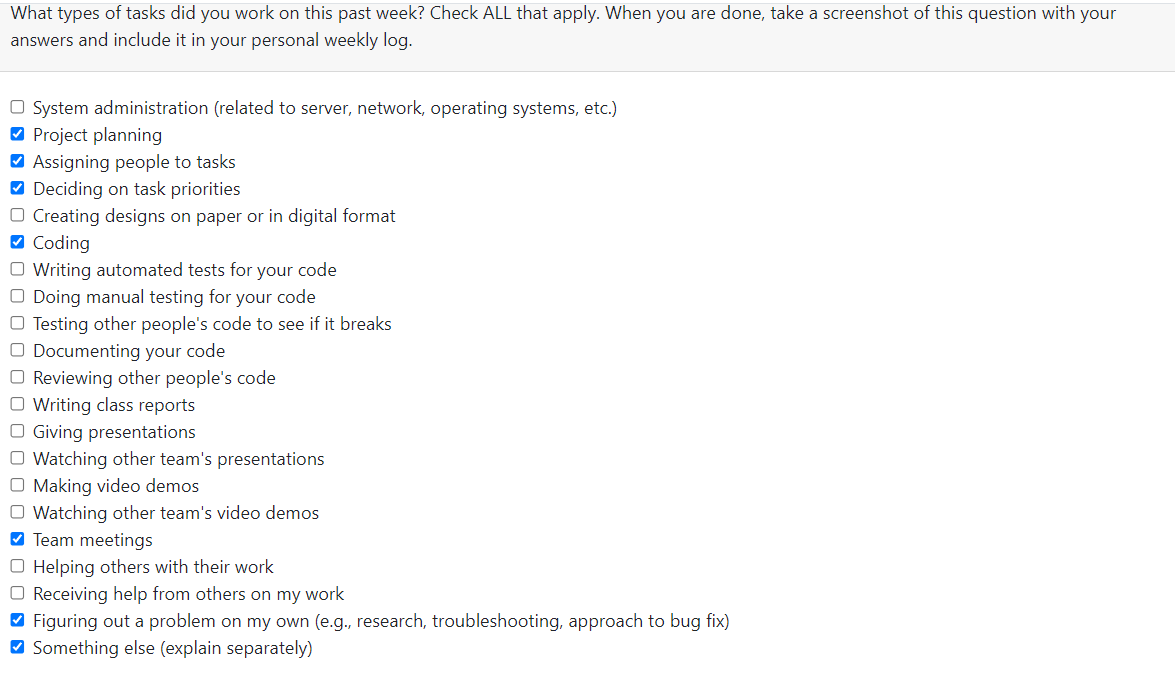 What types of tasks did you work on this past week? Check ALL that apply. When you are done, take a screenshot of this question with your
answers and include it in your personal weekly log.
System administration (related to server, network, operating systems, etc.)
Project planning
Assigning people to tasks
Deciding on task priorities
Creating designs on paper or in digital format
Coding
Writing automated tests for your code
Doing manual testing for your code
Testing other people's code to see if it breaks
Documenting your code
Reviewing other people's code
Writing class reports
Giving presentations
Watching other team's presentations
Making video demos
Watching other team's video demos
Team meetings
Helping others with their work
Receiving help from others on my work
Figuring out a problem on my own (e.g., research, troubleshooting, approach to bug fix)
Something else (explain separately)